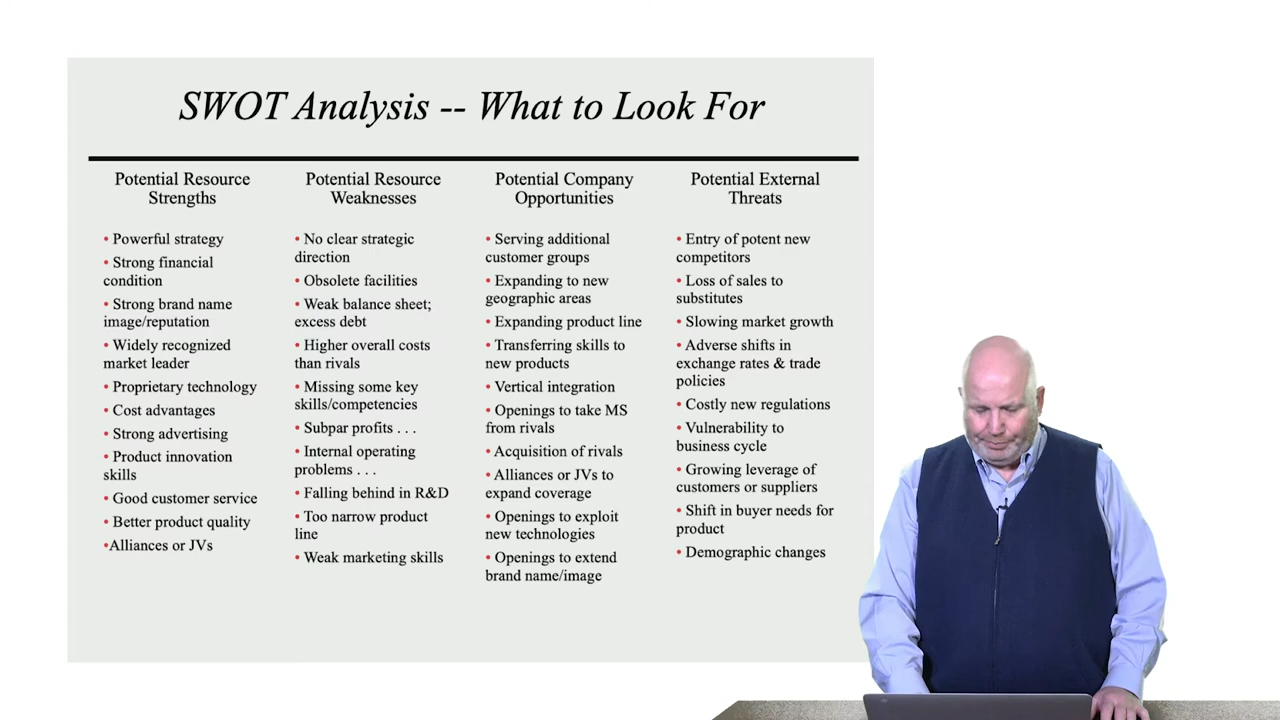 SWOT Analysis -- What to Look For
Potential Resource
Strengths
• Powerful strategy
• Strong financial
condition
• Strong brand name
image/reputation
• Widely recognized
market leader
• Proprietary technology
• Cost advantages
• Strong advertising
• Product innovation
skills
• Good customer service
• Better product quality
•Alliances or JVs
Potential Resource
Weaknesses
• No clear strategic
direction
• Obsolete facilities
• Weak balance sheet;
excess debt
• Higher overall costs
than rivals
• Missing some key
skills/competencies
• Subpar profits . . .
• Internal operating
problems . . .
• Falling behind in R&D
• Too narrow product
line
• Weak marketing skills
Potential Company
Opportunities
• Serving additional
customer groups
• Expanding to new
geographic areas
• Expanding product line
• Transferring skills to
new products
• Vertical integration
• Openings to take MS
from rivals
• Acquisition of rivals
• Alliances or JVs to
expand coverage
• Openings to exploit
new technologies
• Openings to extend
brand name/image
Potential External
Threats
• Entry of potent new
competitors
• Loss of sales to
substitutes
• Slowing market growth
• Adverse shifts in
exchange rates & trade
policies
• Costly new regulations
• Vulnerability to
business cycle
• Growing leverage of
customers or suppliers
• Shift in buyer needs for
product
• Demographic changes